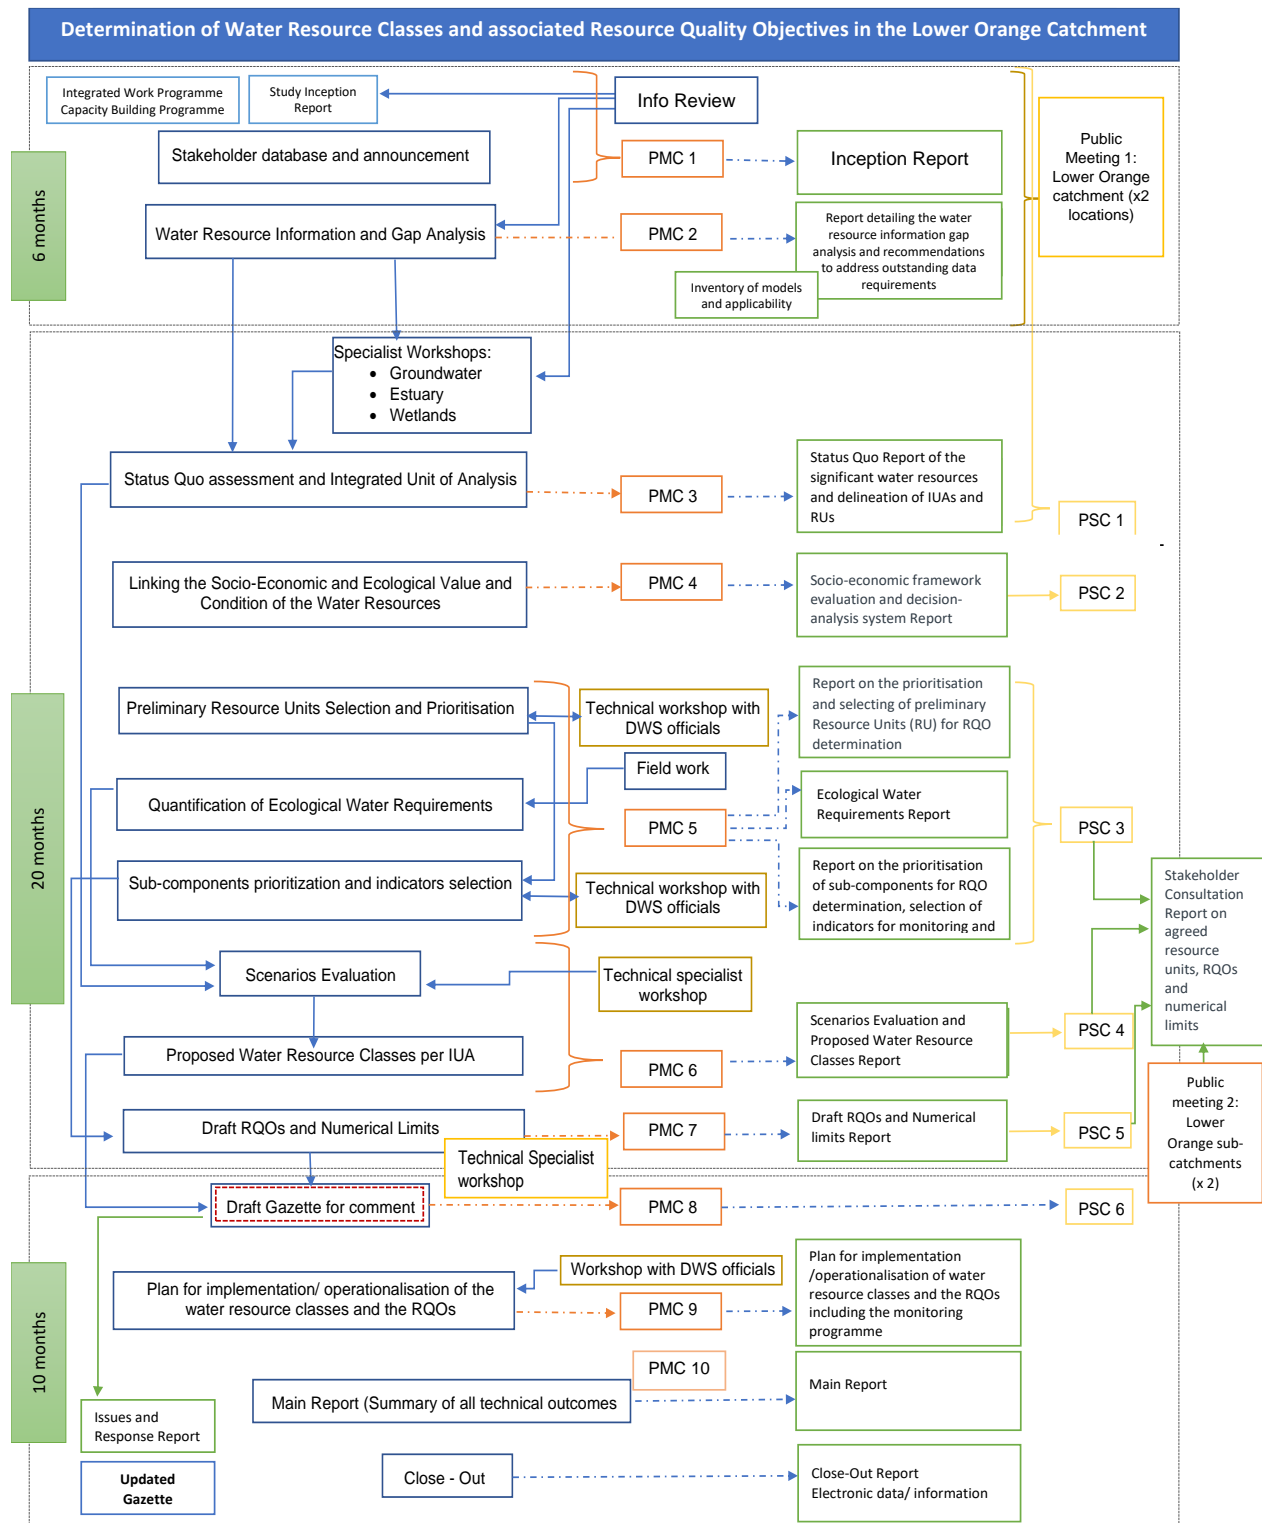 Determination of Water Resource Classes and associated Resource Quality Objectives in the Lower Orange Catchment
Integrated Work Programme
Capacity Building Programme
Study Inception
Report
Info Review
Public
Meeting 1:
Lower Orange
catchment (x2
locations)
Stakeholder database and announcement
PMC 1
Inception Report
6 months
Water Resource Information and Gap Analysis
PMC 2
Report detailing the water
resource information gap
analysis and recommendations
to address outstanding data
requirements
Inventory of models
and applicability
Specialist Workshops:
• Groundwater
• Estuary
• Wetlands
Status Quo assessment and Integrated Unit of Analysis
PMC 3
Status Quo Report of the
significant water resources
and delineation of IUAs and
RUs
PSC 1
-
Linking the Socio-Economic and Ecological Value and
Condition of the Water Resources
PMC 4
Socio-economic framework
evaluation and decision-
analysis system Report
PSC 2
20 months
Preliminary Resource Units Selection and Prioritisation
Technical workshop with
DWS officials
Report on the prioritisation
and selecting of preliminary
Resource Units (RU) for RQO
determination
Field work
Quantification of Ecological Water Requirements
PMC 5
Ecological Water
Requirements Report
PSC 3
Sub-components prioritization and indicators selection
Technical workshop with
DWS officials
Report on the prioritisation
of sub-components for RQO
determination, selection of
indicators for monitoring and
Stakeholder
Consultation
Report on
agreed
resource
units, RQOs
and
numerical
limits
Scenarios Evaluation
Technical specialist
workshop
Proposed Water Resource Classes per IUA
PMC 6
Scenarios Evaluation and
Proposed Water Resource
Classes Report
PSC 4
Public
meeting 2:
Lower
Orange sub-
catchments
(x 2)
Draft RQOs and Numerical Limits
PMC 7
Draft RQOs and Numerical
limits Report
PSC 5
Technical Specialist
workshop
Draft Gazette for comment
PMC 8
PSC 6
10 months
Plan for implementation/ operationalisation of the
water resource classes and the RQOs
Workshop with DWS officials
PMC 9
Plan for implementation
/operationalisation of water
resource classes and the RQOs
including the monitoring
programme
PMC 10
Main Report (Summary of all technical outcomes
Main Report
Issues and
Response Report
Updated
Gazette
Close - Out
Close-Out Report
Electronic data/ information